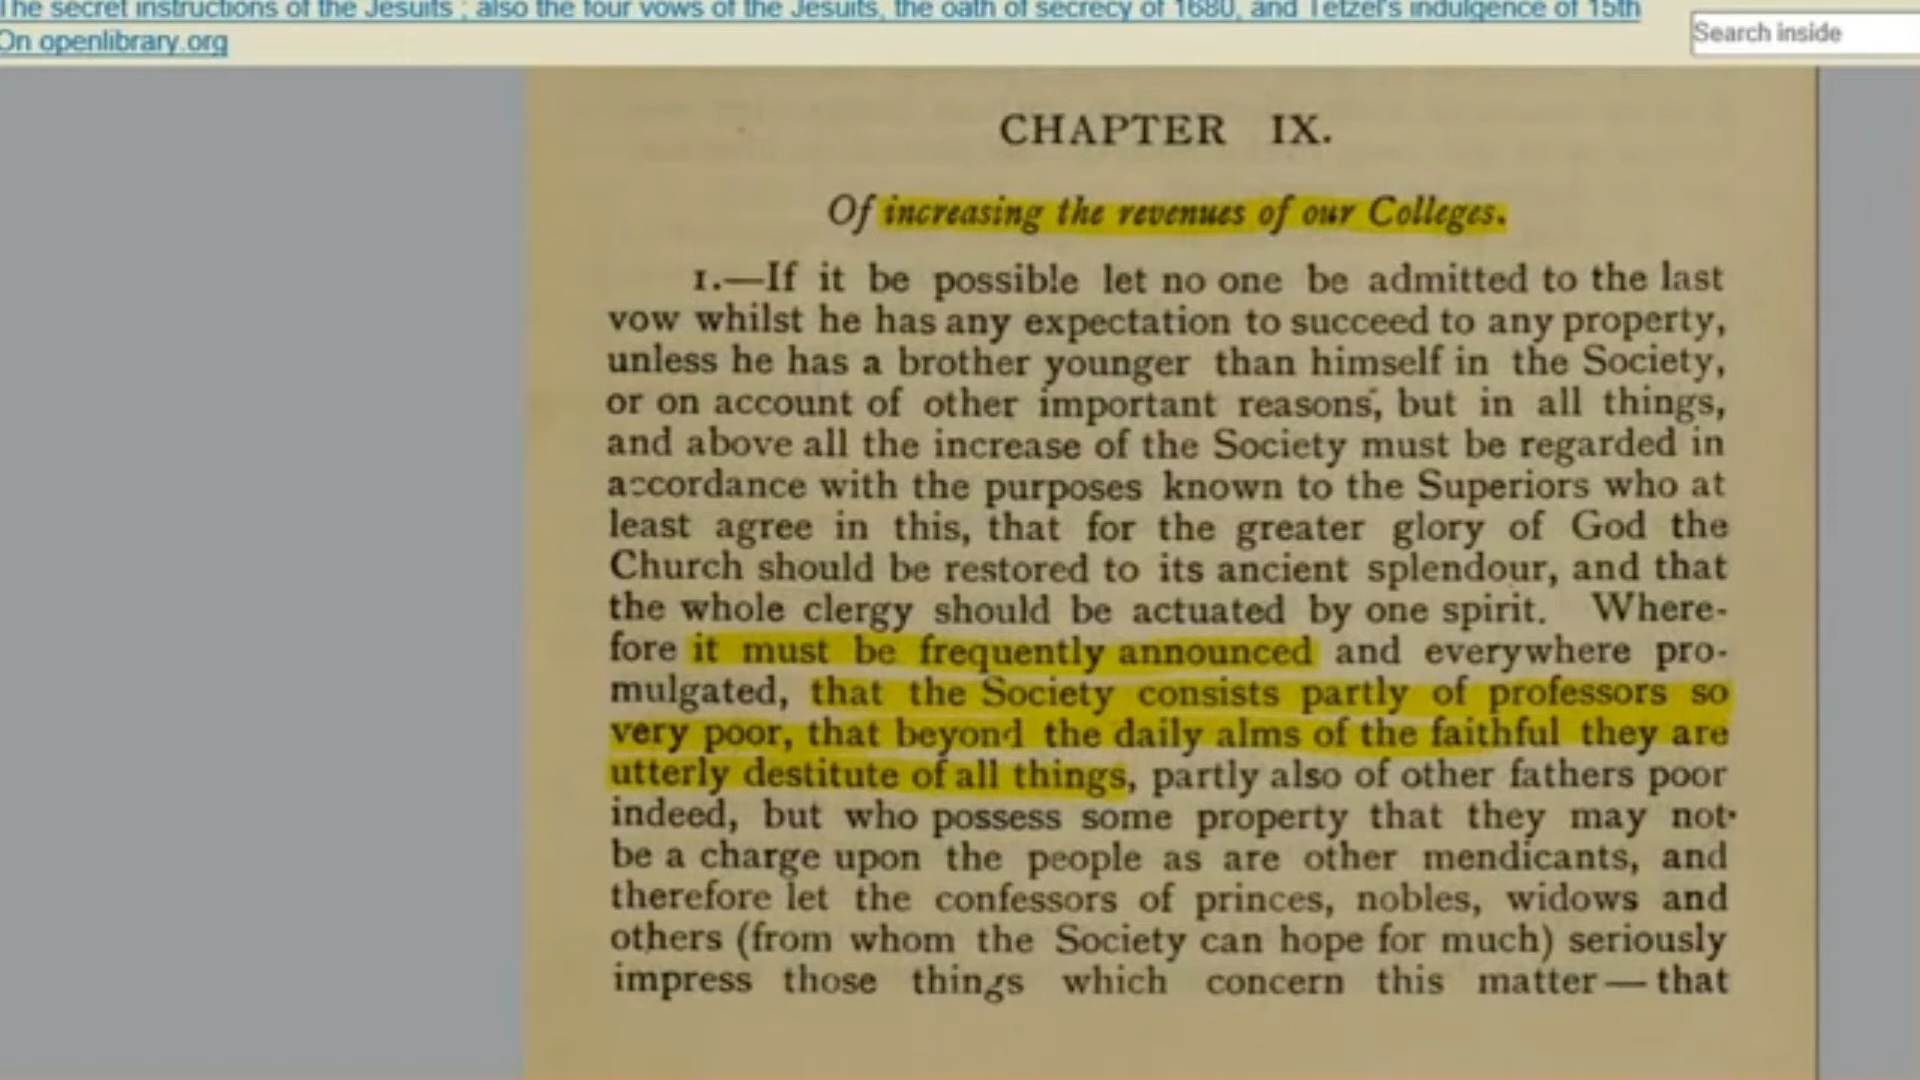 The secret instructions of the Jesuits ; also the four vows of the Jesuits, the oath of secrecy of 1680, and Tetzel's indulgence of 15th
On openlibrary.org
Search inside
CHAPTER IX.
Of increasing the revenues of our Colleges.
1.—If it be possible let no one be admitted to the last
vow whilst he has any expectation to succeed to any property,
unless he has a brother younger than himself in the Society,
or on account of other important reasons, but in all things,
and above all the increase of the Society must be regarded in
accordance with the purposes known to the Superiors who at
least agree in this, that for the greater glory of God the
Church should be restored to its ancient splendour, and that
the whole clergy should be actuated by one spirit. Where-
fore it must be frequently announced and everywhere pro-
mulgated, that the Society consists partly of professors so
very poor, that beyond the daily alms of the faithful they are
utterly destitute of all things, partly also of other fathers poor
indeed, but who possess some property that they may not
be a charge upon the people as are other mendicants, and
therefore let the confessors of princes, nobles, widows and
others (from whom the Society can hope for much) seriously
impress those things which concern this matter—that